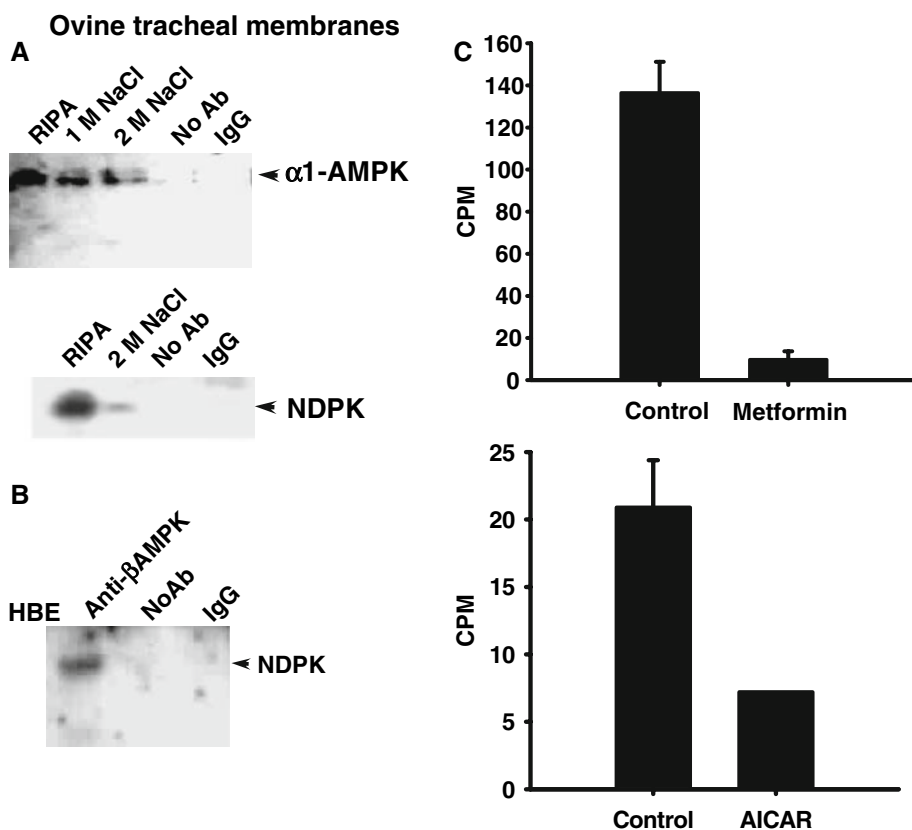 Ovine tracheal membranes
A
RIPA
1 M NaCl
2 M NaCl
No Ab
IgG
α1-AMPK
RIPA
2 M NaCl
No Ab
IgG
NDPK
B
HBE
Anti-βAMPK
NoAb
IgG
NDPK
C
CPM
160
140
120
100
80
60
40
20
0
Control Metformin
CPM
25
20
15
10
5
0
Control AICAR